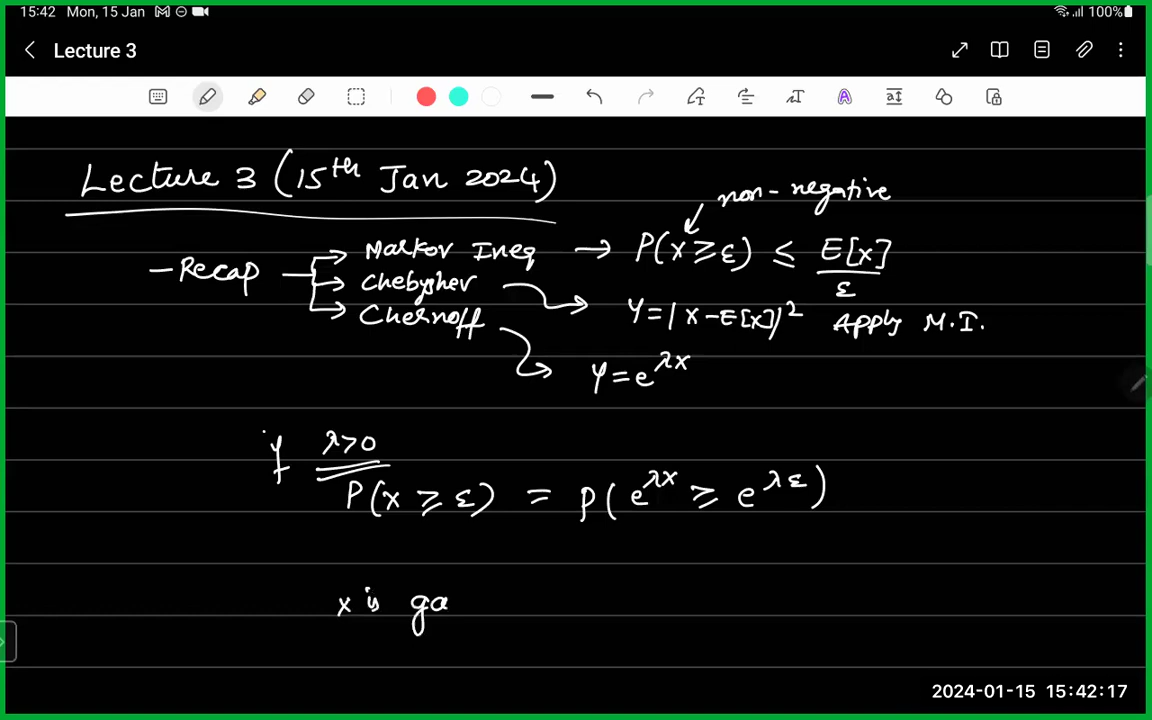 15:42 Mon, 15 Jan
100%
Lecture 3
Lecture 3 (15th Jan 2024)
non-negative
-Recap → Markov Ineq → P(x ≥ ε) ≤ E[x] / ε
→ Chebyshev → Y = |x - E[x]|² Apply M.I.
→ Chernoff → Y = e^{λx}
if λ>0
P(x ≥ ε) = P(e^{λx} ≥ e^{λε})
x is ga
2024-01-15 15:42:17